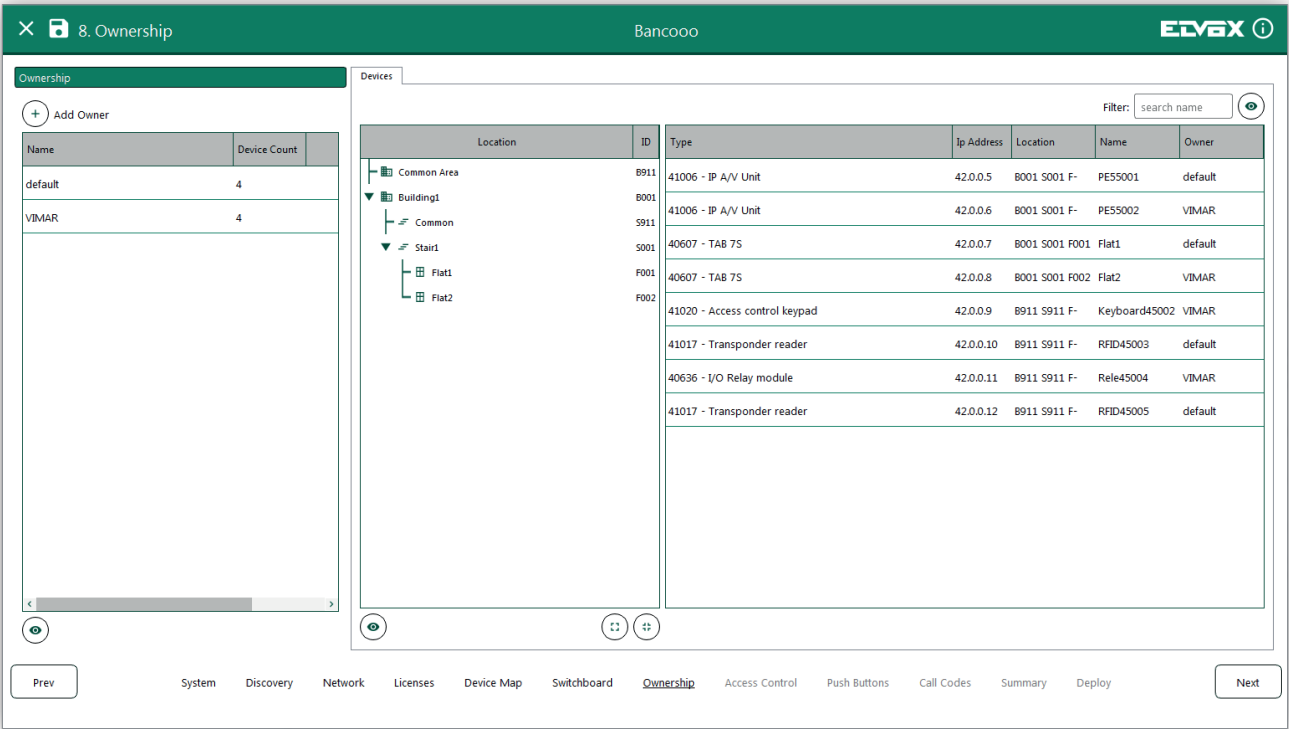 8. Ownership
Bancooo
ELVOX
Ownership
Add Owner
Name Device Count
default 4
VIMAR 4
Devices
Filter: search name
Location ID
Common Area B911
Building1 B001
Common S911
Stair1 S001
Flat1 F001
Flat2 F002
Type Ip Address Location Name Owner
41006 - IP A/V Unit 42.0.0.5 B001 S001 F- PE55001 default
41006 - IP A/V Unit 42.0.0.6 B001 S001 F- PE55002 VIMAR
40607 - TAB 7S 42.0.0.7 B001 S001 F001 Flat1 default
40607 - TAB 7S 42.0.0.8 B001 S001 F002 Flat2 VIMAR
41020 - Access control keypad 42.0.0.9 B911 S911 F- Keyboard45002 VIMAR
41017 - Transponder reader 42.0.0.10 B911 S911 F- RFID45003 default
40636 - I/O Relay module 42.0.0.11 B911 S911 F- Rele45004 VIMAR
41017 - Transponder reader 42.0.0.12 B911 S911 F- RFID45005 default
Prev System Discovery Network Licenses Device Map Switchboard Ownership Access Control Push Buttons Call Codes Summary Deploy Next